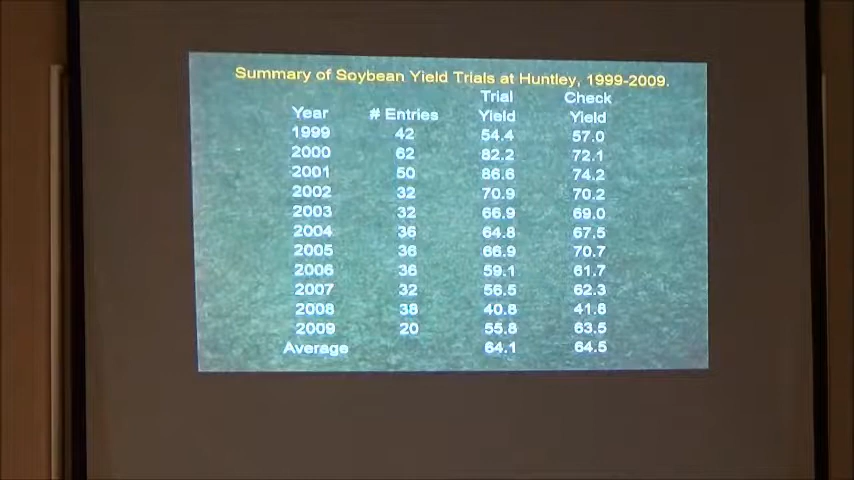 Summary of Soybean Yield Trials at Huntley, 1999-2009.
Trial Check
Year # Entries Yield Yield
1999 42 54.4 57.0
2000 62 82.2 72.1
2001 50 86.6 74.2
2002 32 70.9 70.2
2003 32 66.9 69.0
2004 36 64.8 67.5
2005 36 66.9 70.7
2006 36 59.1 61.7
2007 32 56.5 62.3
2008 38 40.8 41.8
2009 20 55.8 63.5
Average 64.1 64.5